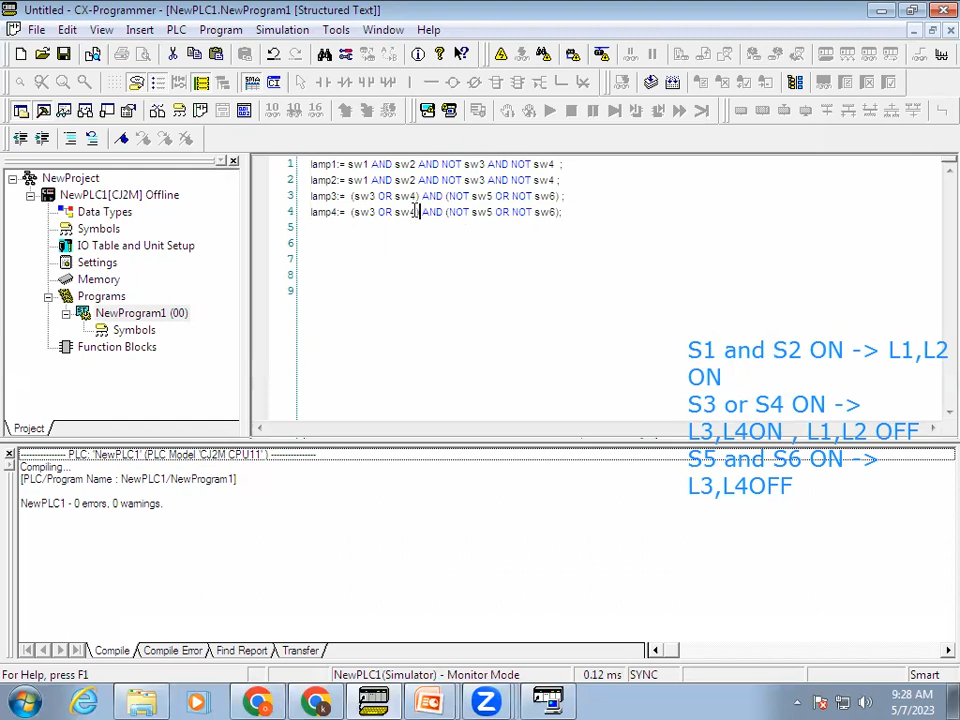 Untitled - CX-Programmer - [NewPLC1.NewProgram1 [Structured Text]]
File Edit View Insert PLC Program Simulation Tools Window Help
NewProject
NewPLC1[CJ2M] Offline
Data Types
Symbols
IO Table and Unit Setup
Settings
Memory
Programs
NewProgram1 (00)
Symbols
Function Blocks
Project
1 lamp1:= sw1 AND sw2 AND NOT sw3 AND NOT sw4 ;
2 lamp2:= sw1 AND sw2 AND NOT sw3 AND NOT sw4 ;
3 lamp3:= (sw3 OR sw4) AND (NOT sw5 OR NOT sw6) ;
4 lamp4:= (sw3 OR sw4) AND (NOT sw5 OR NOT sw6);
5
6
7
8
9
S1 and S2 ON -> L1,L2
ON
S3 or S4 ON ->
L3,L4ON , L1,L2 OFF
S5 and S6 ON ->
L3,L4OFF
--------------- PLC: 'NewPLC1' (PLC Model 'CJ2M CPU11') ---------------
Compiling...
[PLC/Program Name : NewPLC1/NewProgram1]
NewPLC1 - 0 errors, 0 warnings.
Compile Compile Error Find Report Transfer
For Help, press F1 NewPLC1(Simulator) - Monitor Mode 0.12 ms SYNC Smart
9:28 AM
5/7/2023